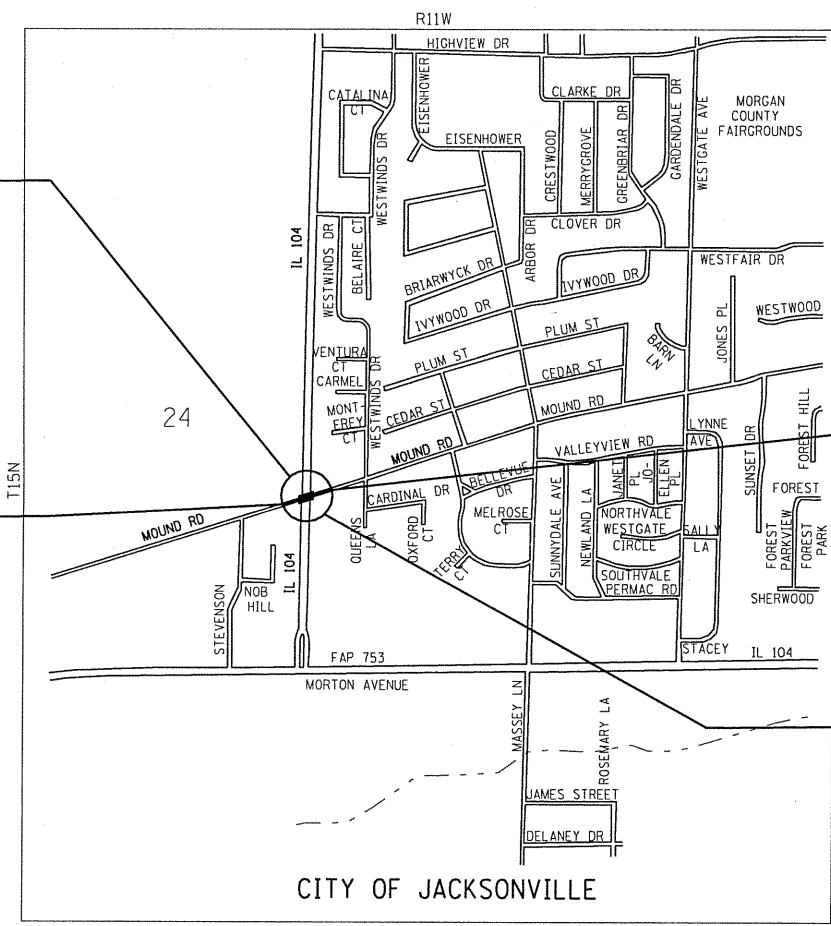 R11W
HIGHVIEW DR
CATALINA
CT
EISENHOWER
EISENHOWER
CLARKE DR
CRESTWOOD
MERRYGROVE
GREENBRIAR DR
GARDENDALE DR
WESTGATE AVE
MORGAN
COUNTY
FAIRGROUNDS
WESTWINDS DR
IL 104
WESTWINDS DR
BELAIRE CT
ARBOR DR
CLOVER DR
WESTFAIR DR
BRIARWYCK DR
IVYWOOD DR
IVYWOOD DR
WESTWOOD
JONES PL
PLUM ST
BARN
LN
VENTURA
CT
CARMEL
PLUM ST
CEDAR ST
MONT-
FREY
CT
WESTWINDS DR
CEDAR ST
MOUND RD
24
T15N
MOUND RD
VALLEYVIEW RD
LYNNE
AVE
SUNSET DR
FOREST HILL
CARDINAL DR
BELLEVUE
DR
JANET
PL
JO-
ELLEN
PL
FOREST
MOUND RD
QUEENS
LA
OXFORD
CT
MELROSE
CT
SUNNYDALE AVE
NEWLAND LA
NORTHVALE
WESTGATE
CIRCLE
SALLY
LA
FOREST
PARKVIEW
FOREST
PARK
TERRY
CT
IL 104
NOB
HILL
STEVENSON
SOUTHVALE
PERMAC RD
SHERWOOD
STACEY
IL 104
FAP 753
MORTON AVENUE
MASSEY LN
ROSEMARY LA
JAMES STREET
DELANEY DR
CITY OF JACKSONVILLE